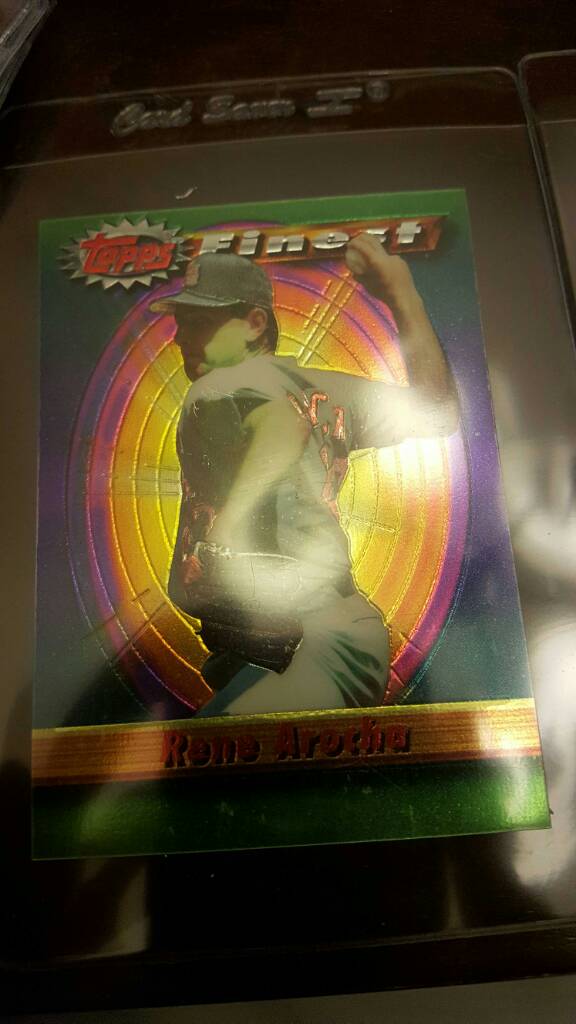 Card Saver I®
Topps Finest
Rene Arocha